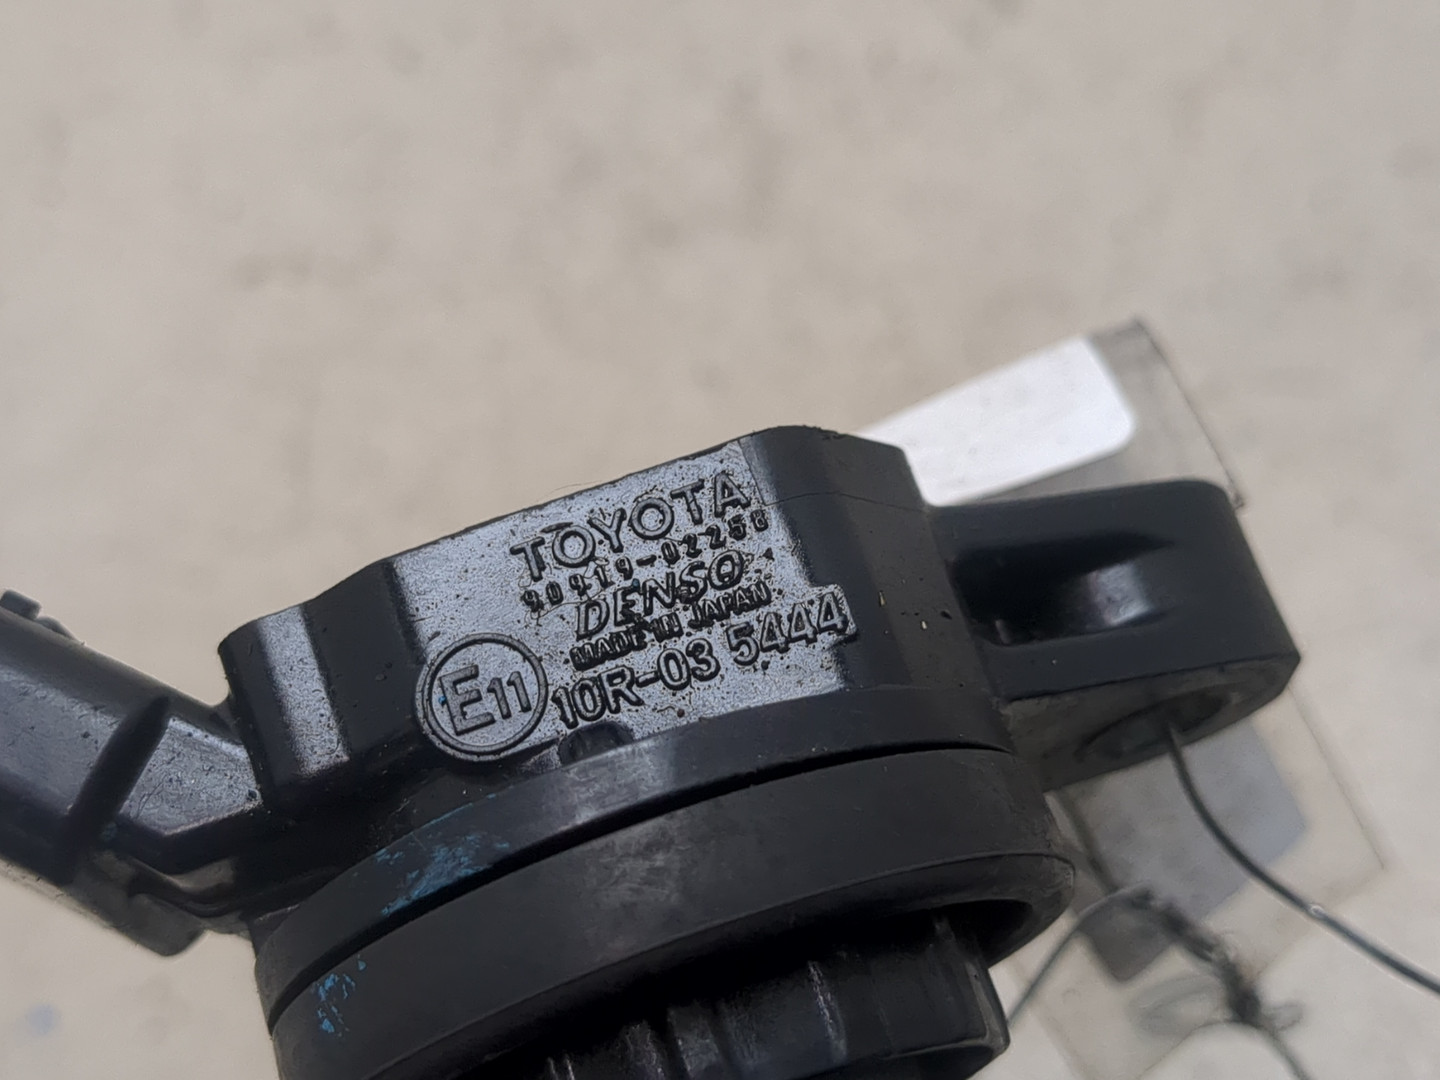 TOYOTA
90919-02258
DENSO
MADE IN JAPAN
E11 10R-03 5444